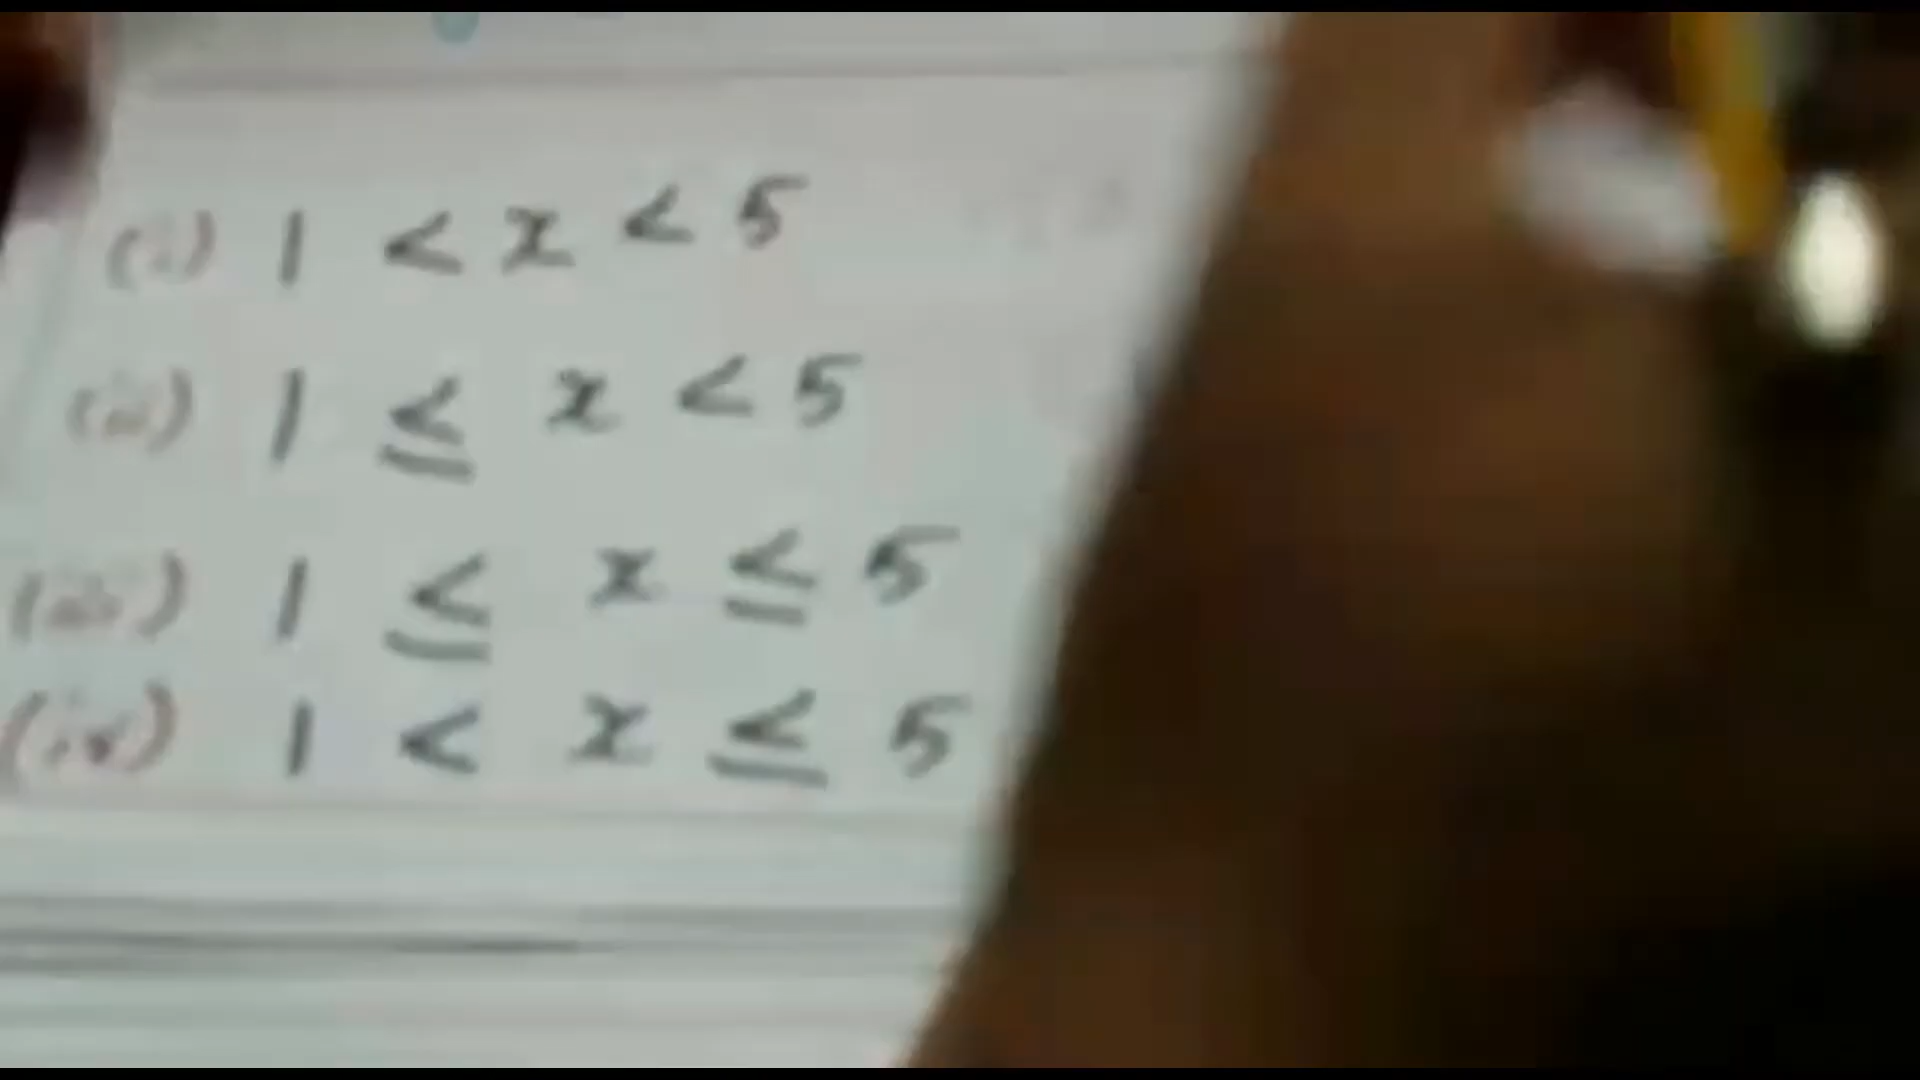 (i) 1 < x < 5
(ii) 1 ≤ x < 5
(iii) 1 ≤ x ≤ 5
(iv) 1 < x ≤ 5